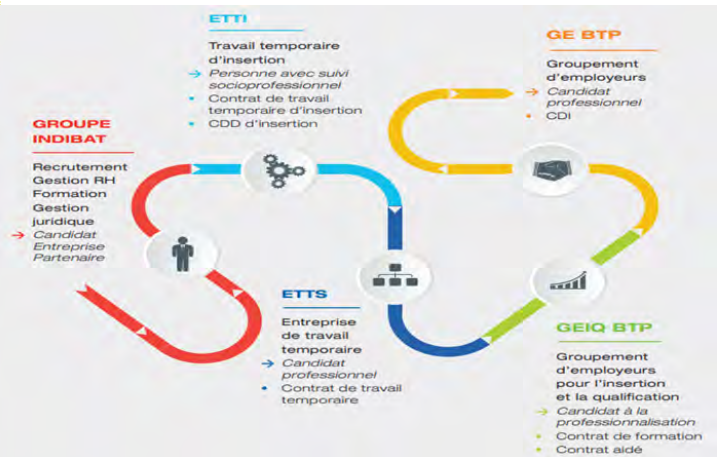 GROUPE
INDIBAT
Recrutement
Gestion RH
Formation
Gestion
juridique
→ Candidat
Entreprise
Partenaire
ETTI
Travail temporaire
d'insertion
→ Personne avec suivi
socioprofessionnel
• Contrat de travail
temporaire d'insertion
• CDD d'insertion
ETTS
Entreprise
de travail
temporaire
→ Candidat
professionnel
• Contrat de travail
temporaire
GEIQ BTP
Groupement
d'employeurs
pour l'insertion
et la qualification
→ Candidat à la
professionnalisation
• Contrat de formation
• Contrat aidé
GE BTP
Groupement
d'employeurs
→ Candidat
professionnel
• CDI